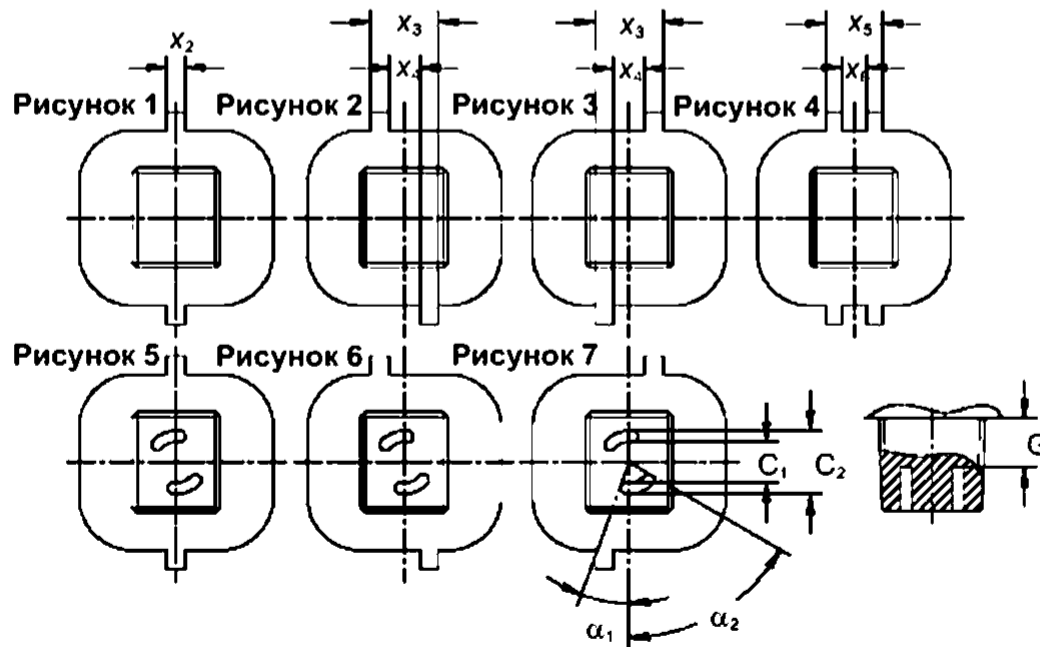 x₂ x₃ x₃ x₅
x₄ x₄ x₆
Рисунок 1 Рисунок 2 Рисунок 3 Рисунок 4
Рисунок 5 Рисунок 6 Рисунок 7
C₁ C₂ G
α₁ α₂